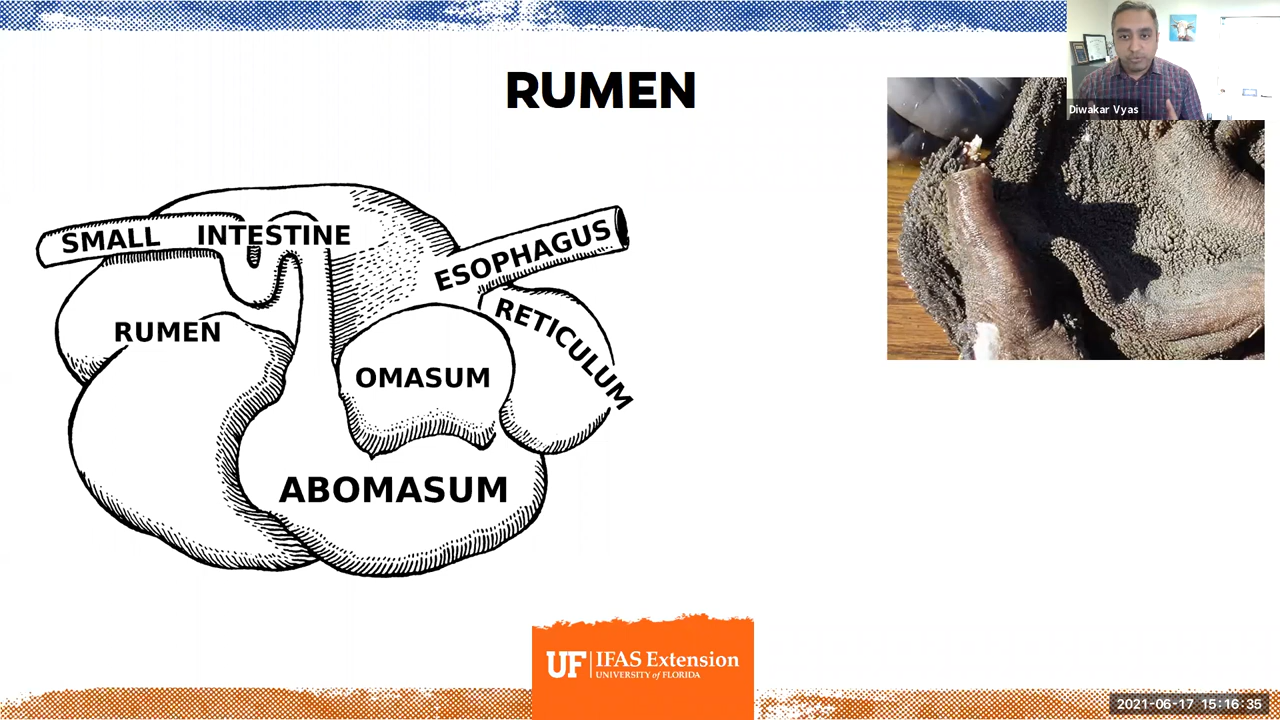 RUMEN
Diwakar Vyas
SMALL INTESTINE
ESOPHAGUS
RETICULUM
RUMEN
OMASUM
ABOMASUM
UF IFAS Extension
UNIVERSITY of FLORIDA
2021-06-17 15:16:35